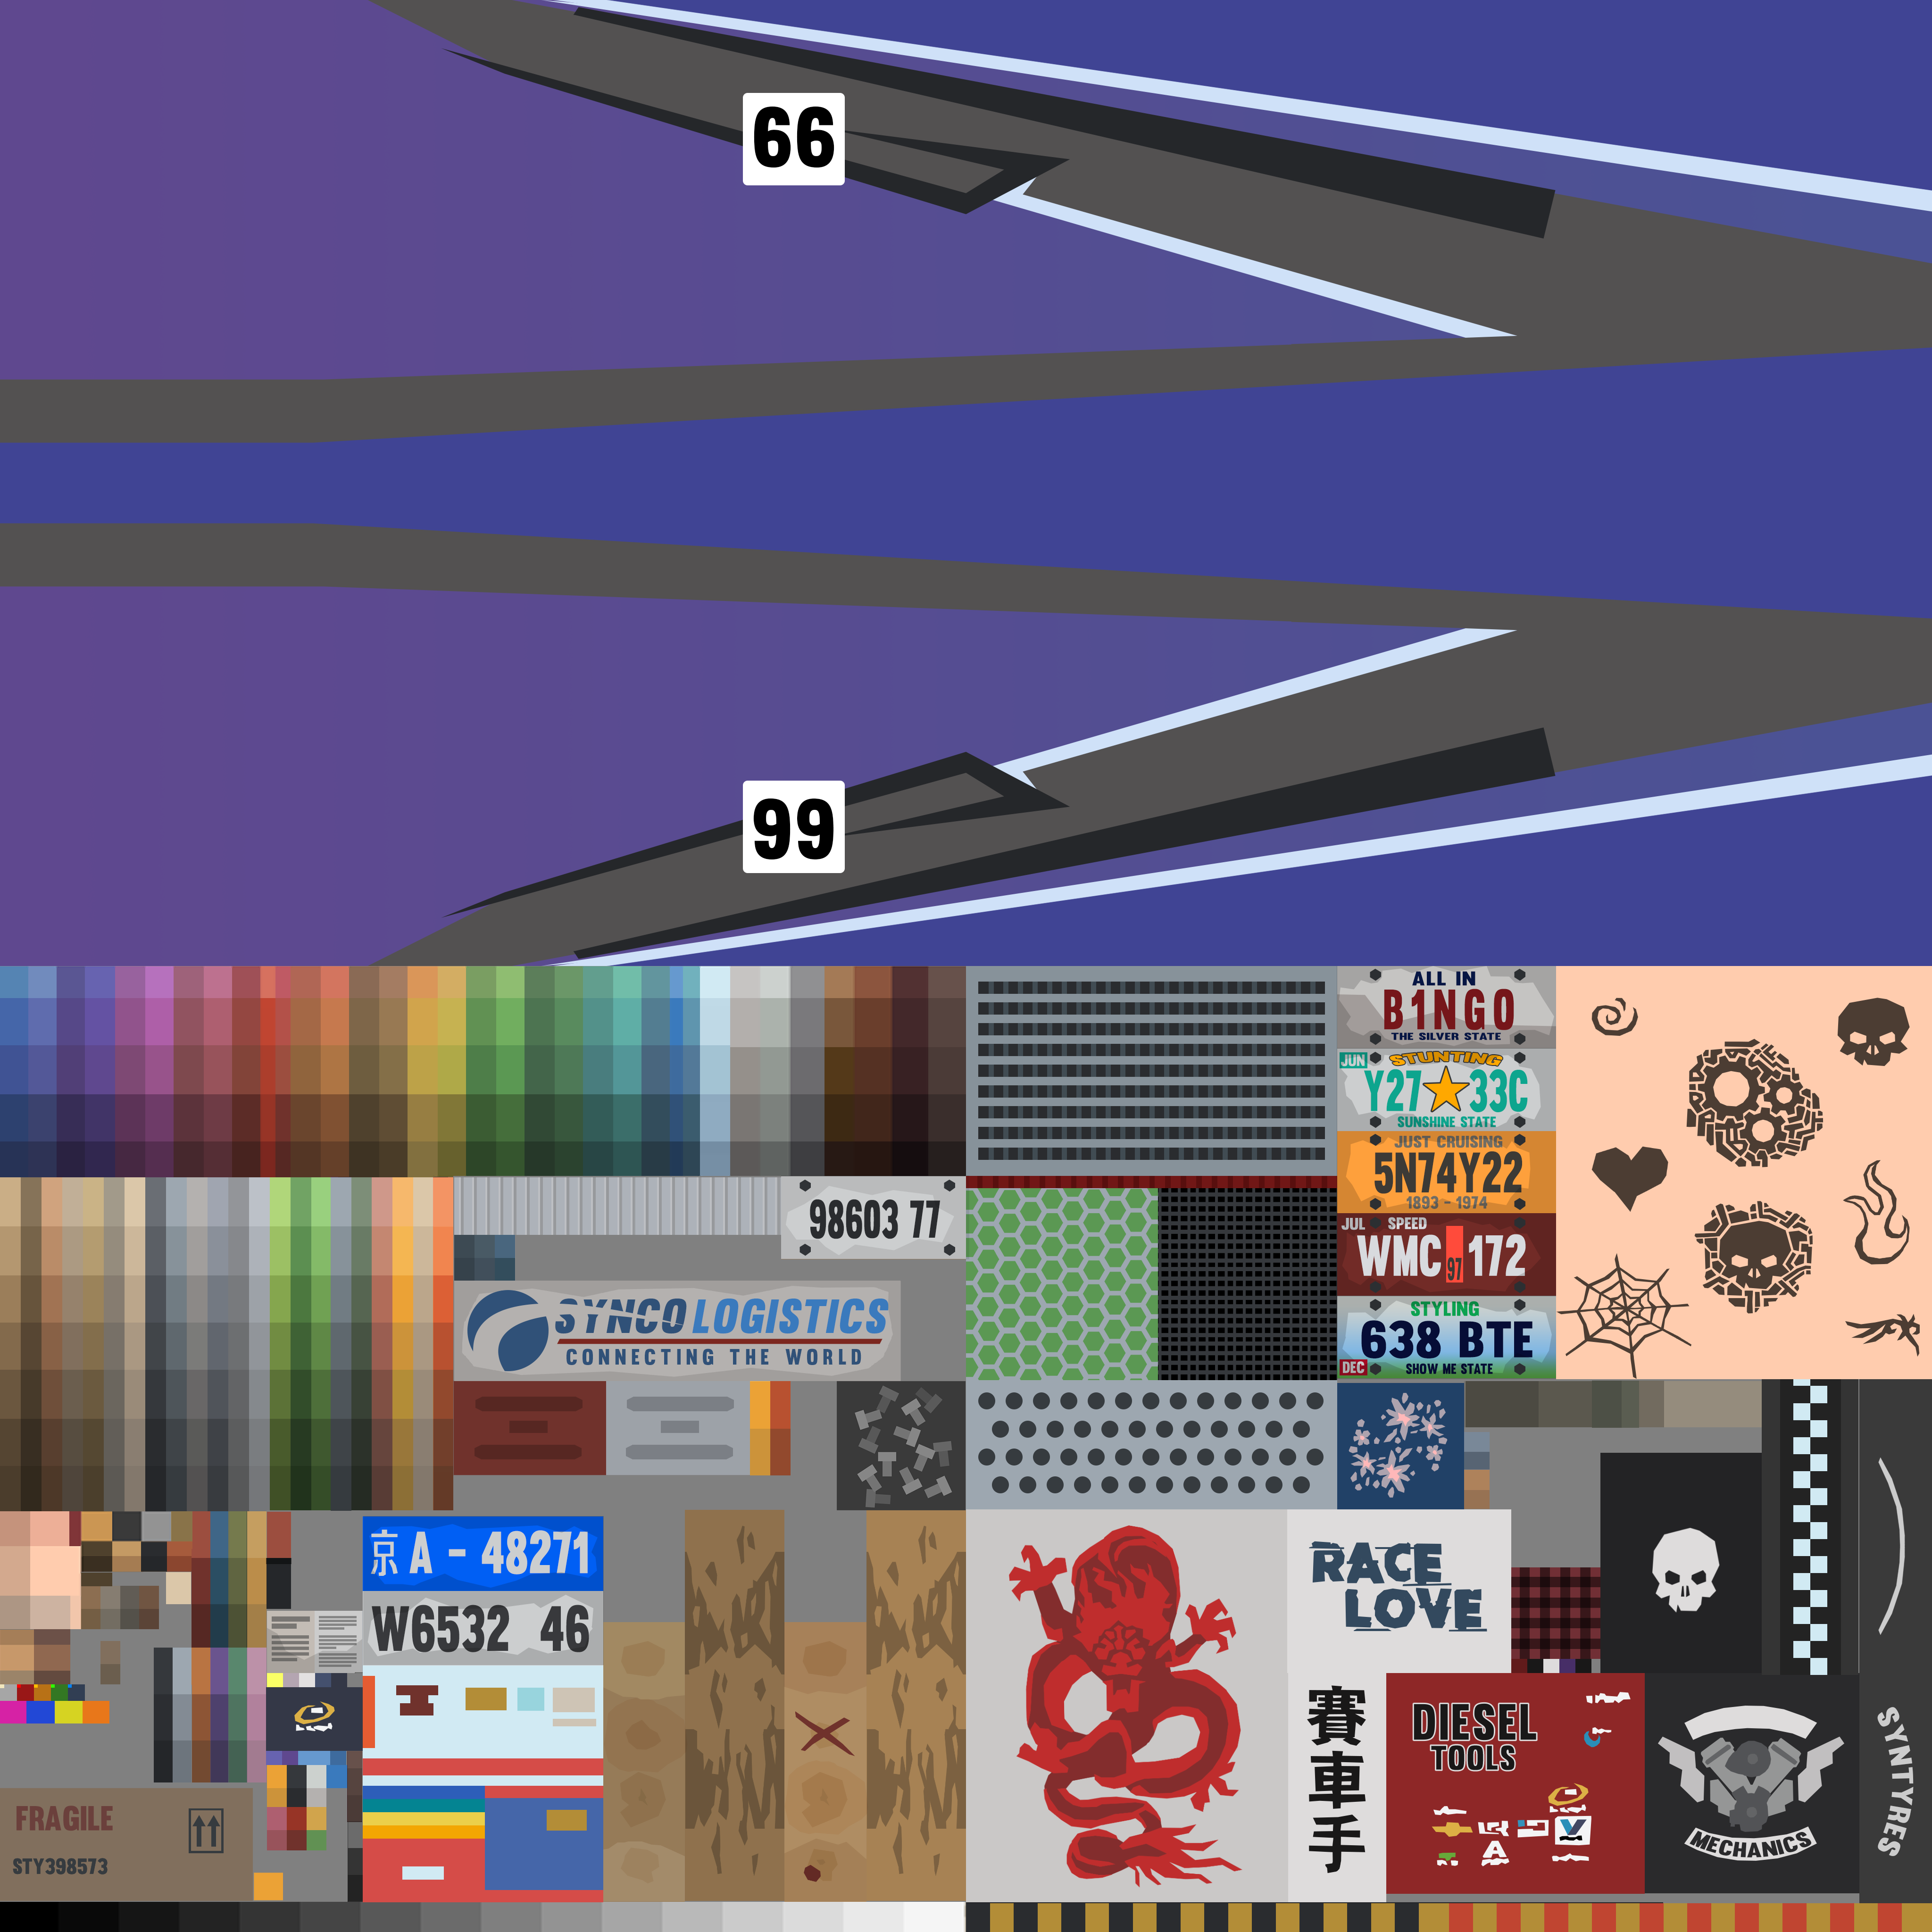 66
99
ALL IN
B1NGO
THE SILVER STATE
JUN
STUNTING
Y27 33C
SUNSHINE STATE
JUST CRUISING
5N74Y22
1893 - 1974
JUL SPEED
WMC 97 172
STYLING
638 BTE
DEC SHOW ME STATE
98603 77
SYNCO LOGISTICS
CONNECTING THE WORLD
京 A - 48271
W6532 46
FRAGILE
STY398573
RACE
LOVE
賽
車
手
DIESEL
TOOLS
MECHANICS
SYNTYRES